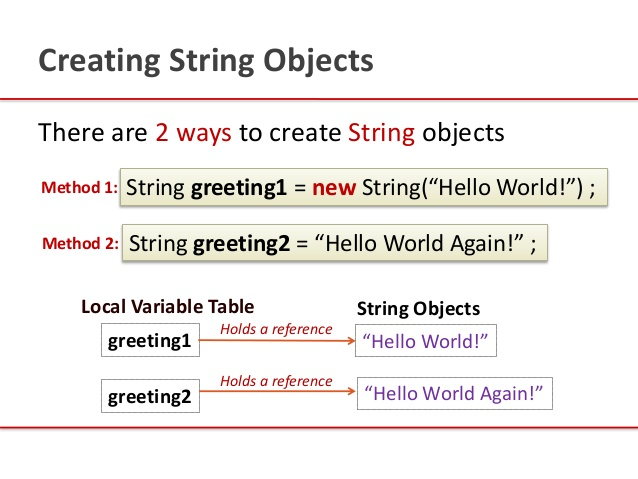 Creating String Objects
There are 2 ways to create String objects
Method 1: String greeting1 = new String(“Hello World!”) ;
Method 2: String greeting2 = “Hello World Again!” ;
Local Variable Table
String Objects
greeting1
Holds a reference
“Hello World!”
greeting2
Holds a reference
“Hello World Again!”